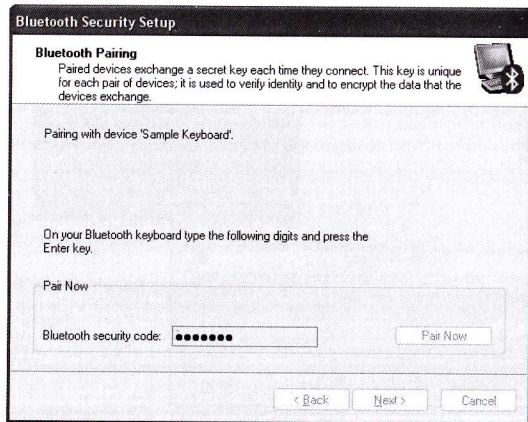 Bluetooth Security Setup
Bluetooth Pairing
Paired devices exchange a secret key each time they connect. This key is unique
for each pair of devices; it is used to verify identity and to encrypt the data that the
devices exchange.
Pairing with device 'Sample Keyboard'.
On your Bluetooth keyboard type the following digits and press the
Enter key.
Pair Now
Bluetooth security code: ●●●●●●●
Pair Now
< Back Next > Cancel